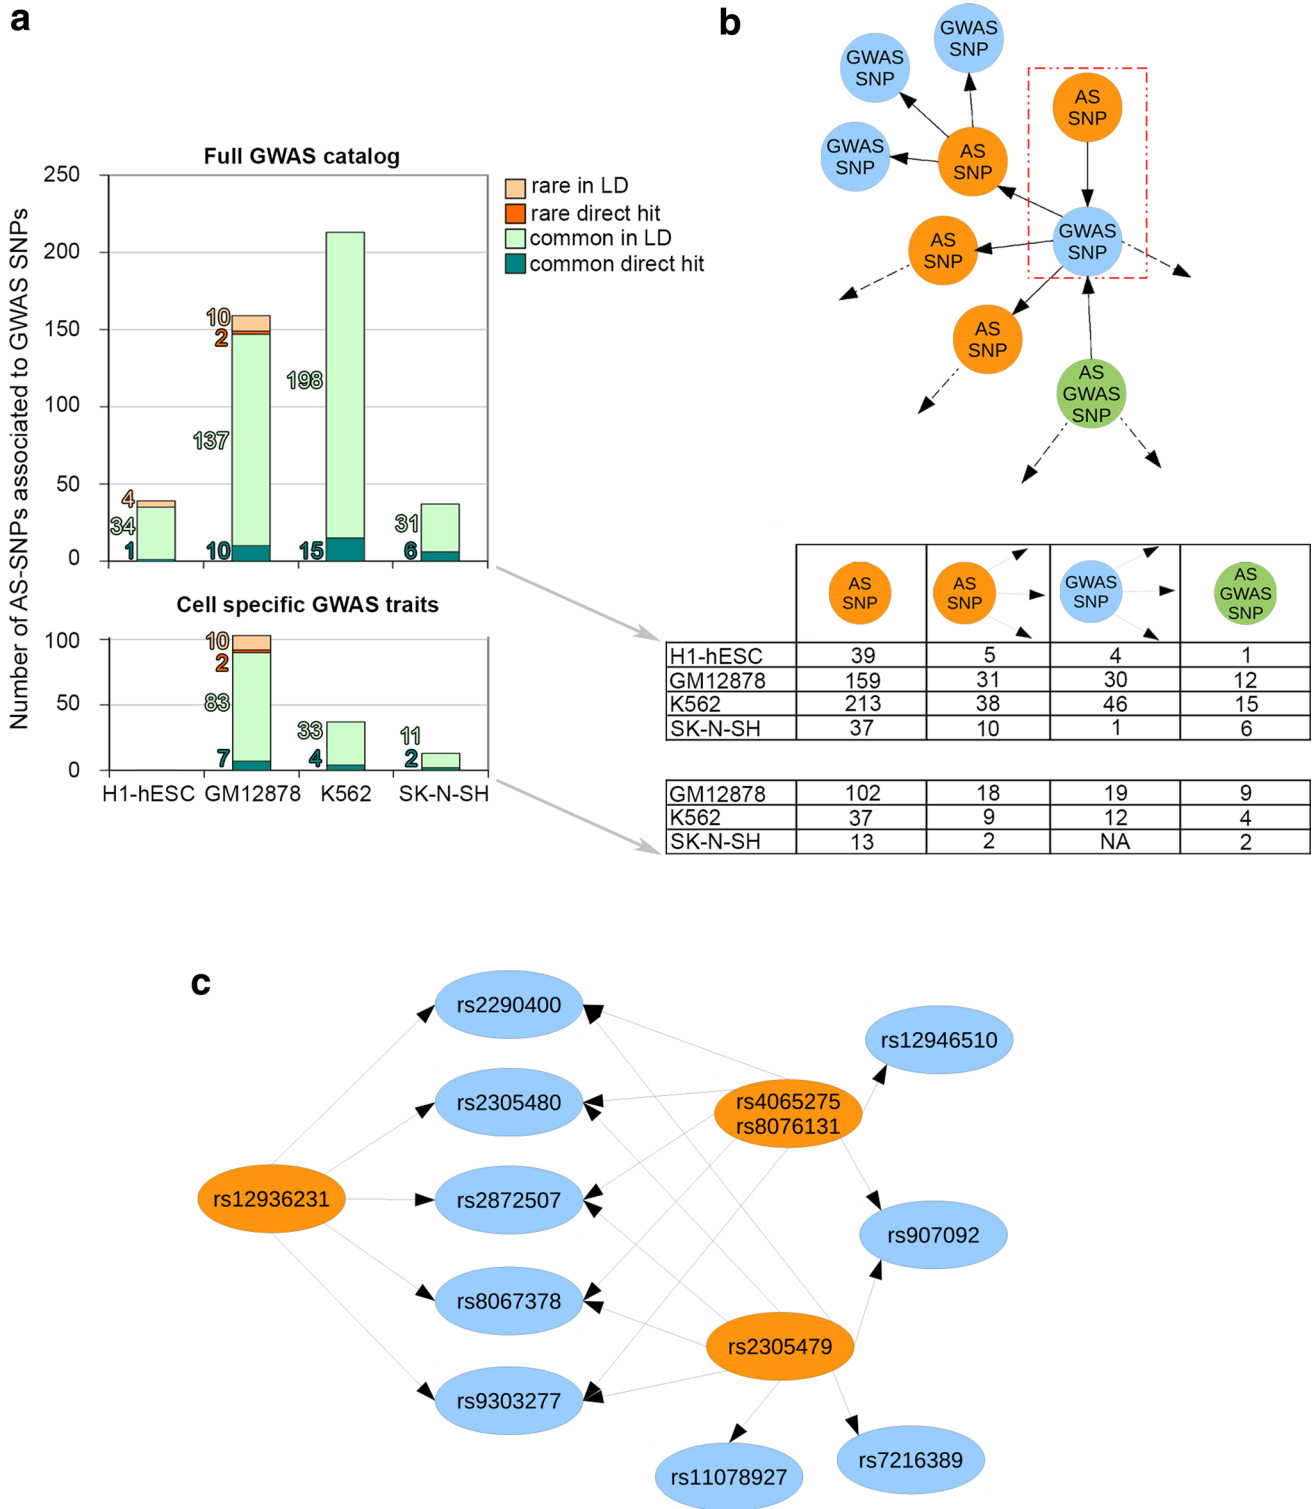 a
Full GWAS catalog
Number of AS-SNPs associated to GWAS SNPs
250
200
150
100
50
0
rare in LD
rare direct hit
common in LD
common direct hit
4
34
1
10
2
137
10
198
15
31
6
Cell specific GWAS traits
100
50
0
10
2
83
7
33
4
11
2
H1-hESC GM12878 K562 SK-N-SH
b
GWAS
SNP
GWAS
SNP
GWAS
SNP
AS
SNP
AS
SNP
GWAS
SNP
AS
SNP
AS
SNP
AS
GWAS
SNP
AS
SNP
AS
SNP
GWAS
SNP
AS
GWAS
SNP
H1-hESC 39 5 4 1
GM12878 159 31 30 12
K562 213 38 46 15
SK-N-SH 37 10 1 6
GM12878 102 18 19 9
K562 37 9 12 4
SK-N-SH 13 2 NA 2
c
rs2290400
rs12946510
rs2305480
rs4065275
rs8076131
rs12936231
rs2872507
rs907092
rs8067378
rs2305479
rs9303277
rs7216389
rs11078927